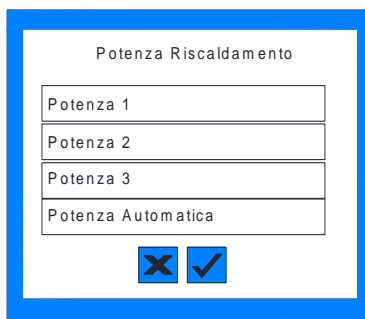 Potenza Riscaldamento
Potenza 1
Potenza 2
Potenza 3
Potenza Automatica